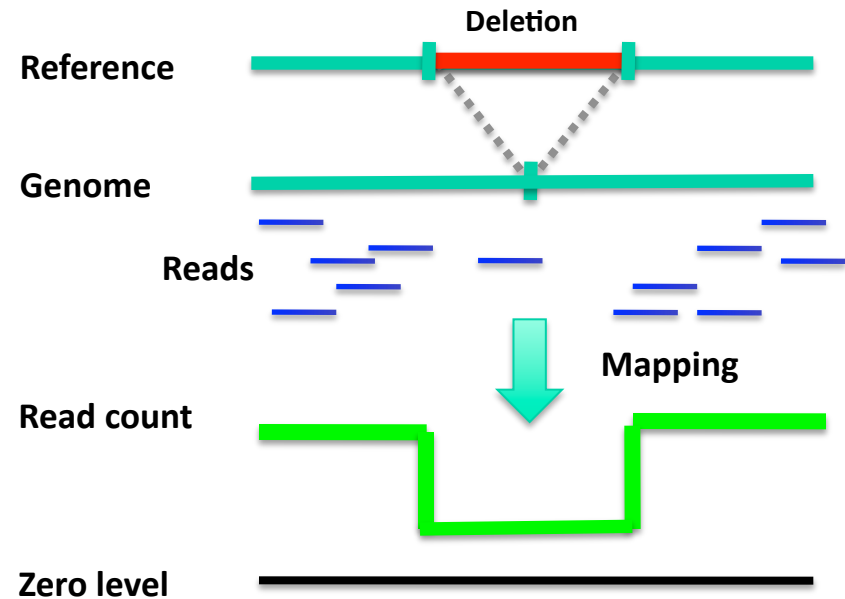 Deletion
Reference
Genome
Reads
Mapping
Read count
Zero level